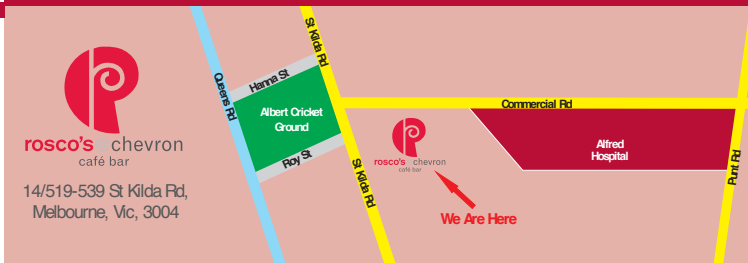 rosco's chevron
café bar
14/519-539 St Kilda Rd,
Melbourne, Vic, 3004
Queens Rd
Hanna St
St Kilda Rd
Albert Cricket
Ground
Roy St
St Kilda Rd
Commercial Rd
rosco's chevron
café bar
We Are Here
Alfred
Hospital
Punt Rd